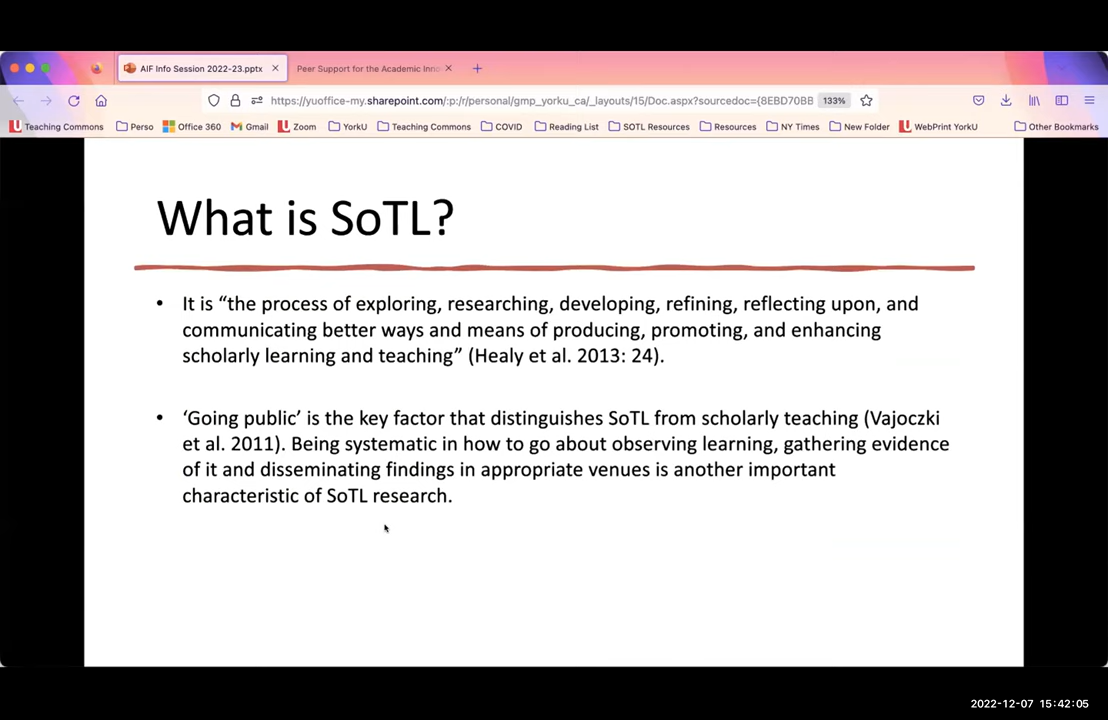 AIF Info Session 2022-23.pptx
Peer Support for the Academic Inno
https://yuoffice-my.sharepoint.com/:p:/r/personal/gmp_yorku_ca/_layouts/15/Doc.aspx?sourcedoc={8EBD70BB
133%
Teaching Commons
Perso
Office 360
Gmail
Zoom
YorkU
Teaching Commons
COVID
Reading List
SOTL Resources
Resources
NY Times
New Folder
WebPrint YorkU
Other Bookmarks
What is SoTL?
• It is “the process of exploring, researching, developing, refining, reflecting upon, and
communicating better ways and means of producing, promoting, and enhancing
scholarly learning and teaching” (Healy et al. 2013: 24).
• ‘Going public’ is the key factor that distinguishes SoTL from scholarly teaching (Vajoczki
et al. 2011). Being systematic in how to go about observing learning, gathering evidence
of it and disseminating findings in appropriate venues is another important
characteristic of SoTL research.
2022-12-07 15:42:05